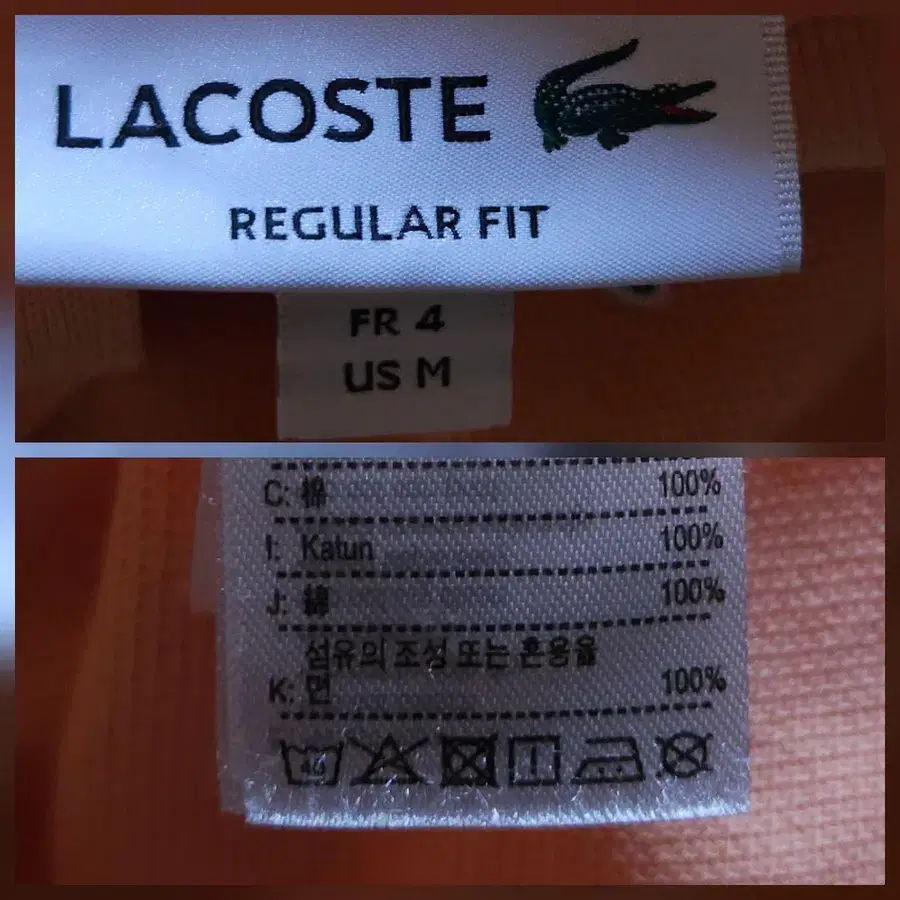 LACOSTE
REGULAR FIT
FR 4
US M
C: 棉 100%
I: Katun 100%
J: 綿 100%
섬유의 조성 또는 혼용율
K: 면 100%
40